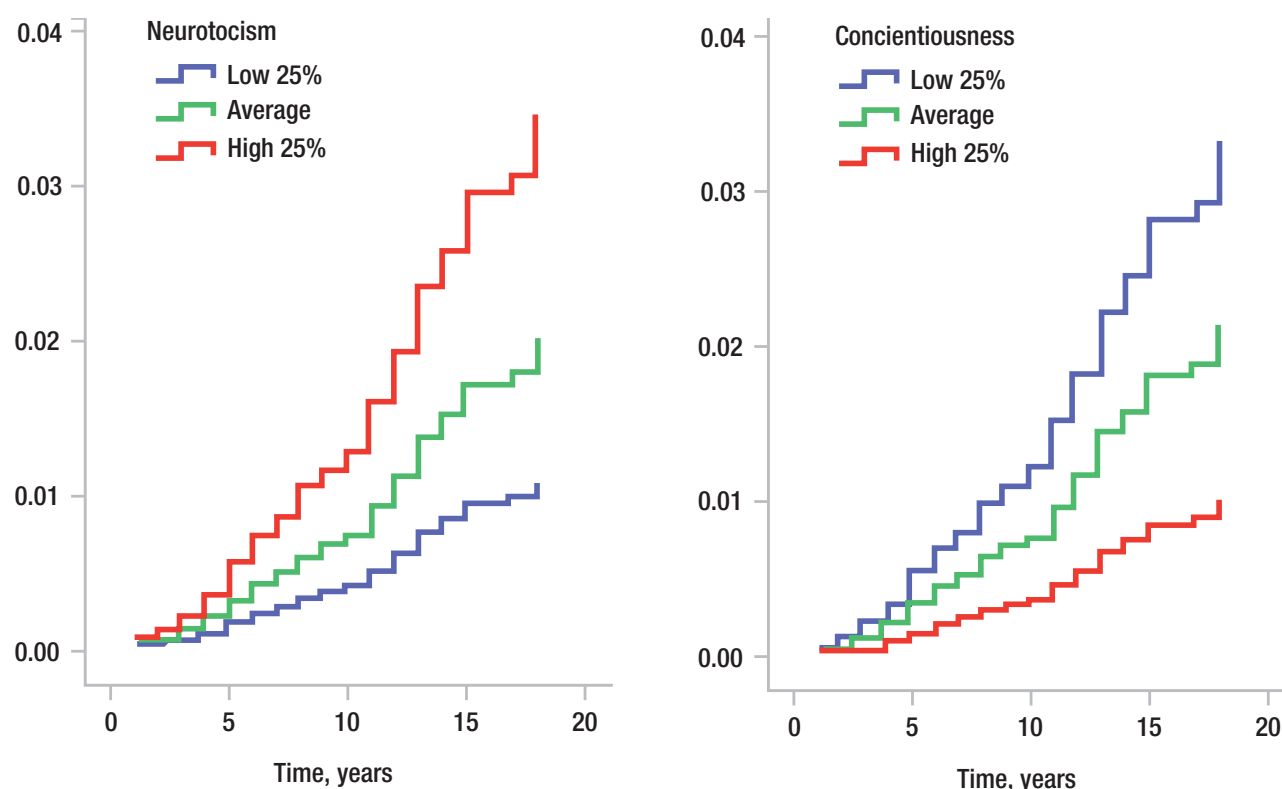 Neurotocism
Low 25%
Average
High 25%
0.04
0.03
0.02
0.01
0.00
0 5 10 15 20
Time, years
Concientiousness
Low 25%
Average
High 25%
0.04
0.03
0.02
0.01
0.00
0 5 10 15 20
Time, years